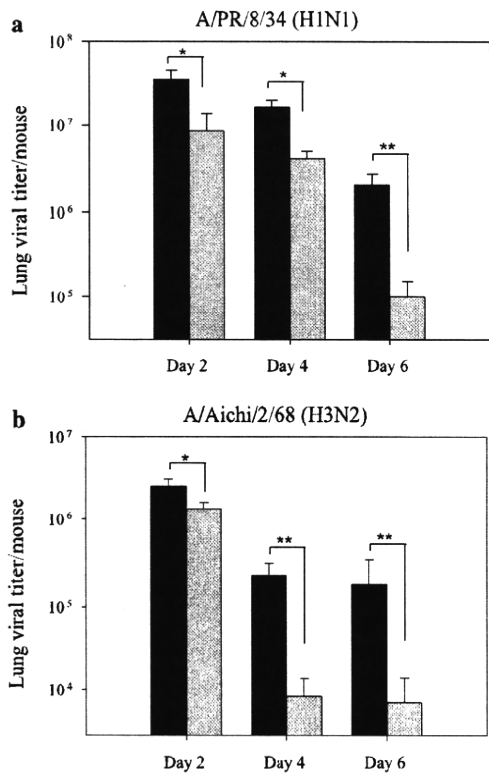 a
A/PR/8/34 (H1N1)
Lung viral titer/mouse
10⁸
10⁷
10⁶
10⁵
*
*
**
Day 2 Day 4 Day 6
b
A/Aichi/2/68 (H3N2)
Lung viral titer/mouse
10⁷
10⁶
10⁵
10⁴
*
**
**
Day 2 Day 4 Day 6